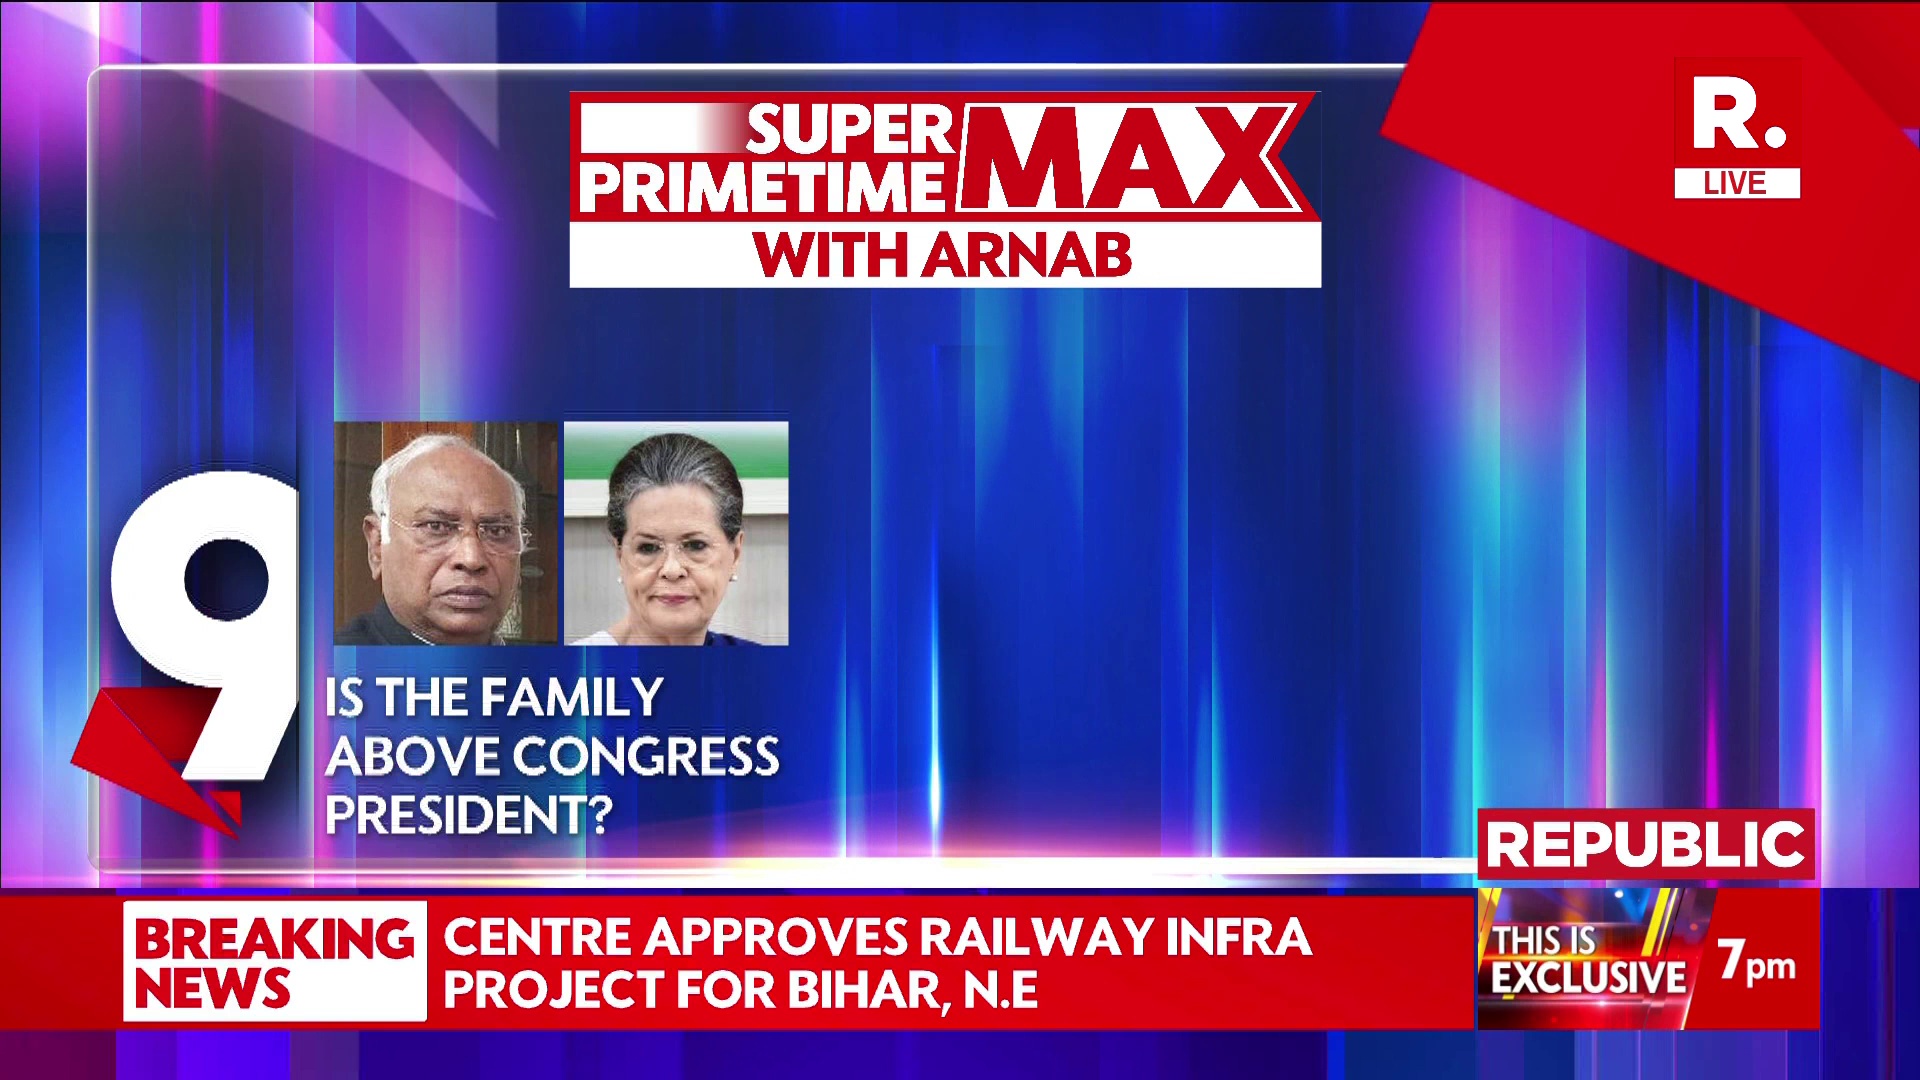 SUPER
PRIMETIME MAX
WITH ARNAB
R.
LIVE
9
IS THE FAMILY
ABOVE CONGRESS
PRESIDENT?
REPUBLIC
BREAKING
NEWS
CENTRE APPROVES RAILWAY INFRA
PROJECT FOR BIHAR, N.E
THIS IS
EXCLUSIVE
7pm